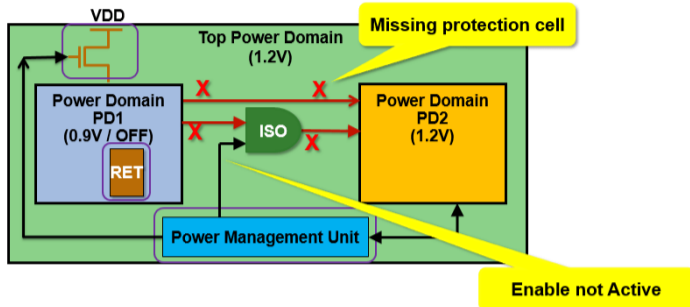 VDD
Missing protection cell
Top Power Domain
(1.2V)
X
X
Power Domain
PD1
(0.9V / OFF)
Power Domain
PD2
(1.2V)
X
ISO
X
RET
Power Management Unit
Enable not Active